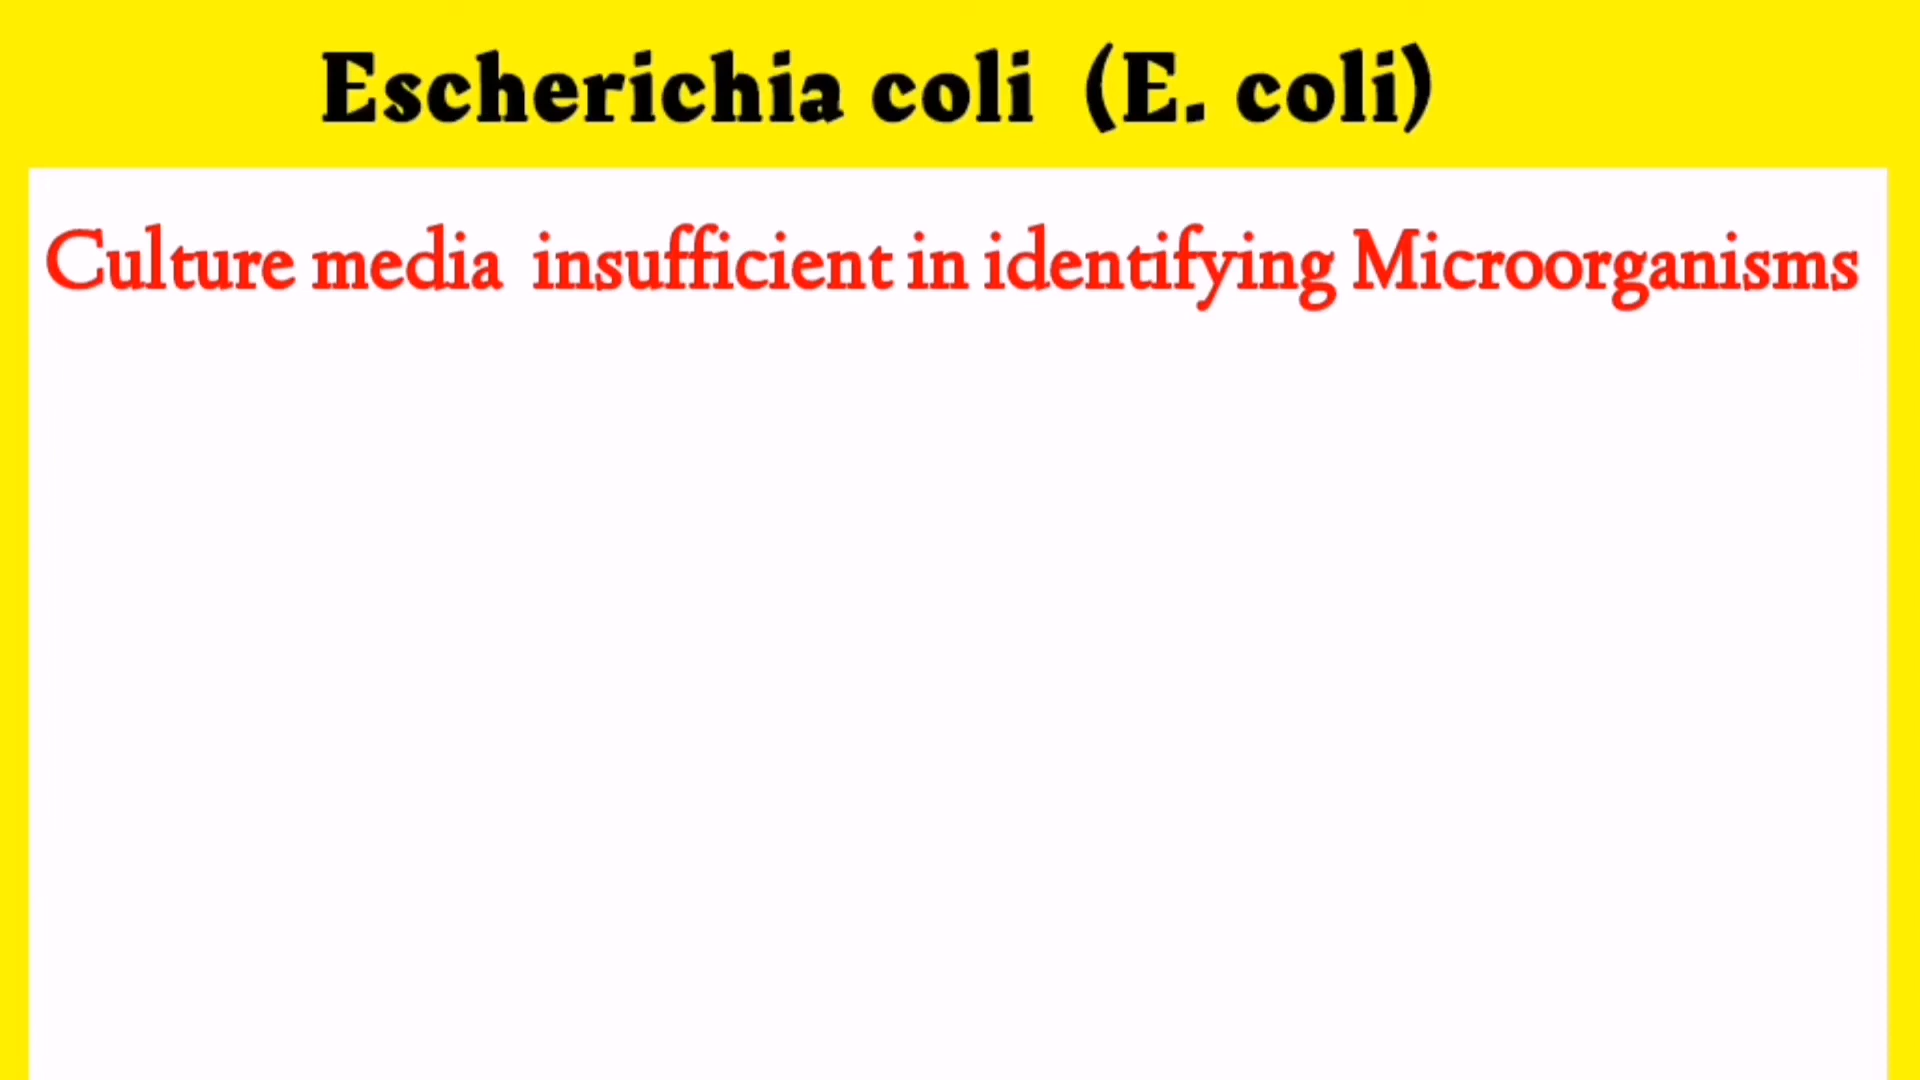 Escherichia coli (E. coli)
Culture media insufficient in identifying Microorganisms